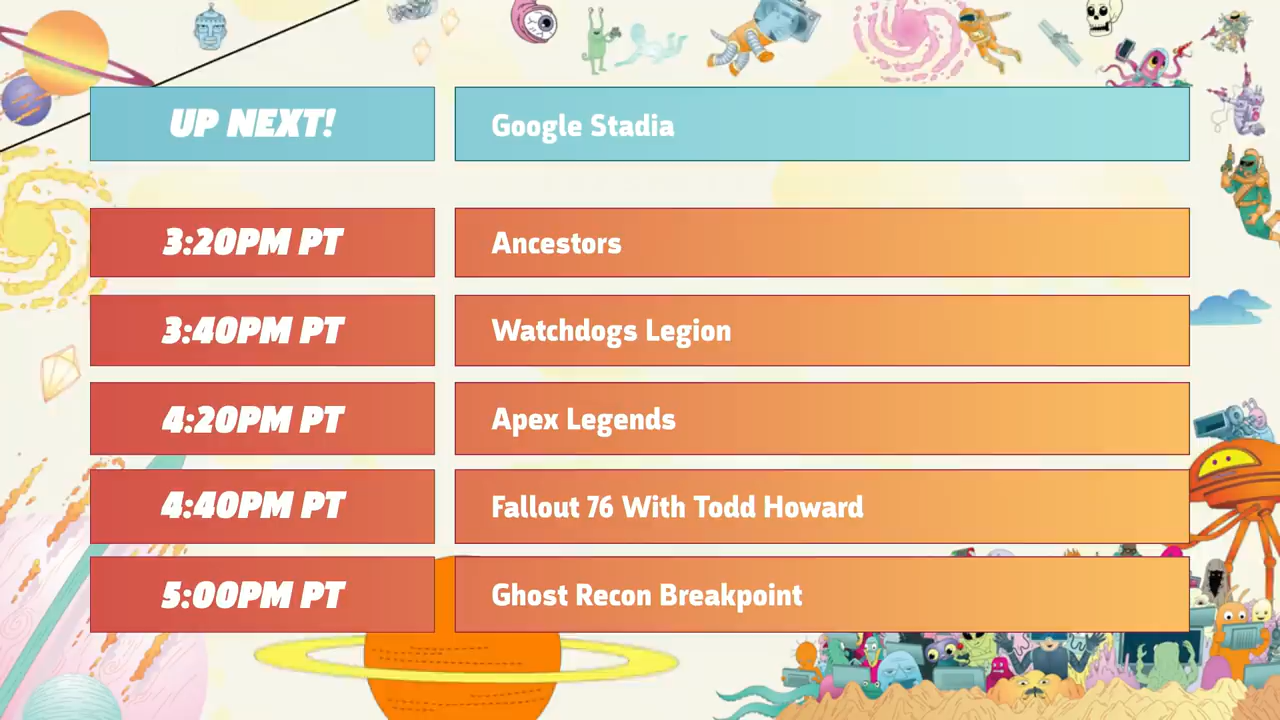 UP NEXT!
Google Stadia
3:20PM PT
Ancestors
3:40PM PT
Watchdogs Legion
4:20PM PT
Apex Legends
4:40PM PT
Fallout 76 With Todd Howard
5:00PM PT
Ghost Recon Breakpoint